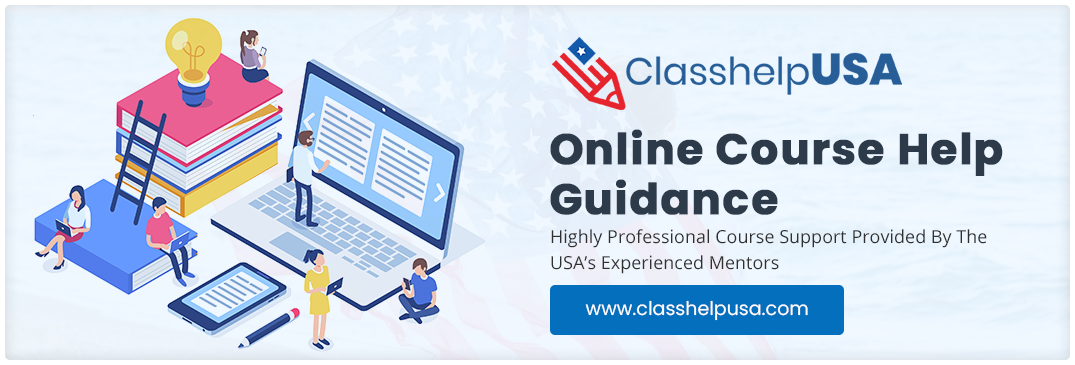 ClasshelpUSA
Online Course Help
Guidance
Highly Professional Course Support Provided By The
USA’s Experienced Mentors
www.classhelpusa.com